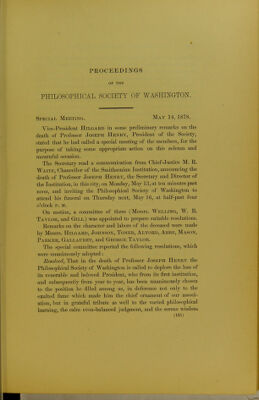 PROCEEDINGS
OF THE
PHILOSOPHICAL SOCIETY OF WASHINGTON.
SPECIAL MEETING. MAY 14, 1878.
Vice-President HILGARD in some preliminary remarks on the
death of Professor JOSEPH HENRY, President of the Society,
stated that he had called a special meeting of the members, for the
purpose of taking some appropriate action on this solemn and
mournful occasion.
The Secretary read a communication from Chief-Justice M. R.
WAITE, Chancellor of the Smithsonian Institution, announcing the
death of Professor JOSEPH HENRY, the Secretary and Director of
the Institution, in this city, on Monday, May 13, at ten minutes past
noon, and inviting the Philosophical Society of Washington to
attend his funeral on Thursday next, May 16, at half-past four
o'clock P. M.
On motion, a committee of three (Messrs. WELLING, W. B.
TAYLOR, and GILL) was appointed to prepare suitable resolutions.
Remarks on the character and labors of the deceased were made
by Messrs. HILGARD, JOHNSON, TONER, ALVORD, ABBE, MASON,
PARKER, GALLAUDET, and GEORGE TAYLOR.
The special committee reported the following resolutions, which
were unanimously adopted:
Resolved, That in the death of Professor JOSEPH HENRY the
Philosophical Society of Washington is called to deplore the loss of
its venerable and beloved President, who from its first institution,
and subsequently from year to year, has been unanimously chosen
to the position he filled among us, in deference not only to the
exalted fame which made him the chief ornament of our associ-
ation, but in grateful tribute as well to the varied philosophical
learning, the calm even-balanced judgment, and the serene wisdom